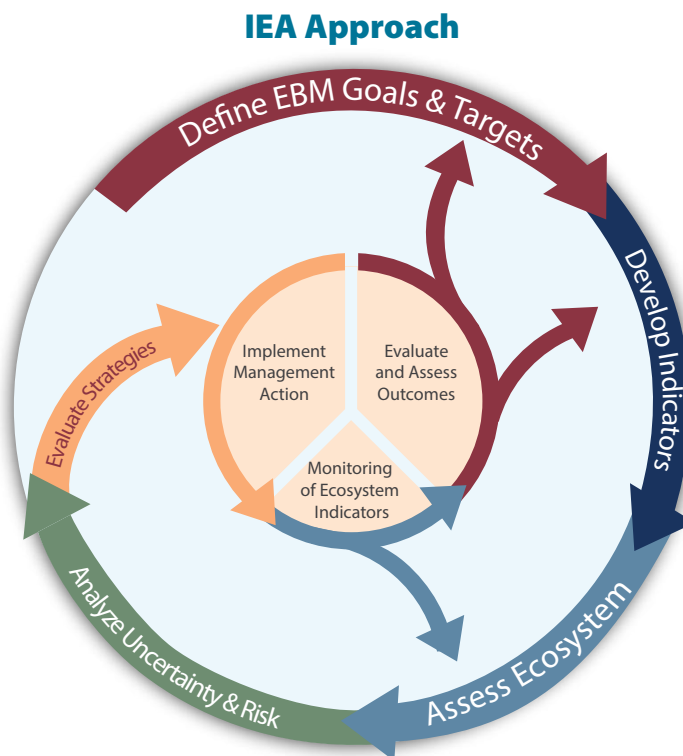 IEA Approach
Define EBM Goals & Targets
Develop Indicators
Assess Ecosystem
Analyze Uncertainty & Risk
Evaluate Strategies
Implement
Management
Action
Evaluate
and Assess
Outcomes
Monitoring
of Ecosystem
Indicators